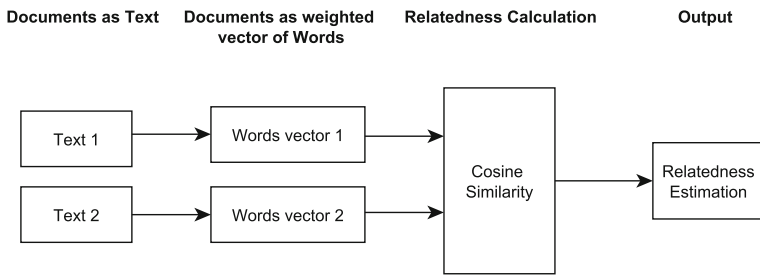 Documents as Text
Documents as weighted
vector of Words
Relatedness Calculation
Output
Text 1
Words vector 1
Text 2
Words vector 2
Cosine
Similarity
Relatedness
Estimation